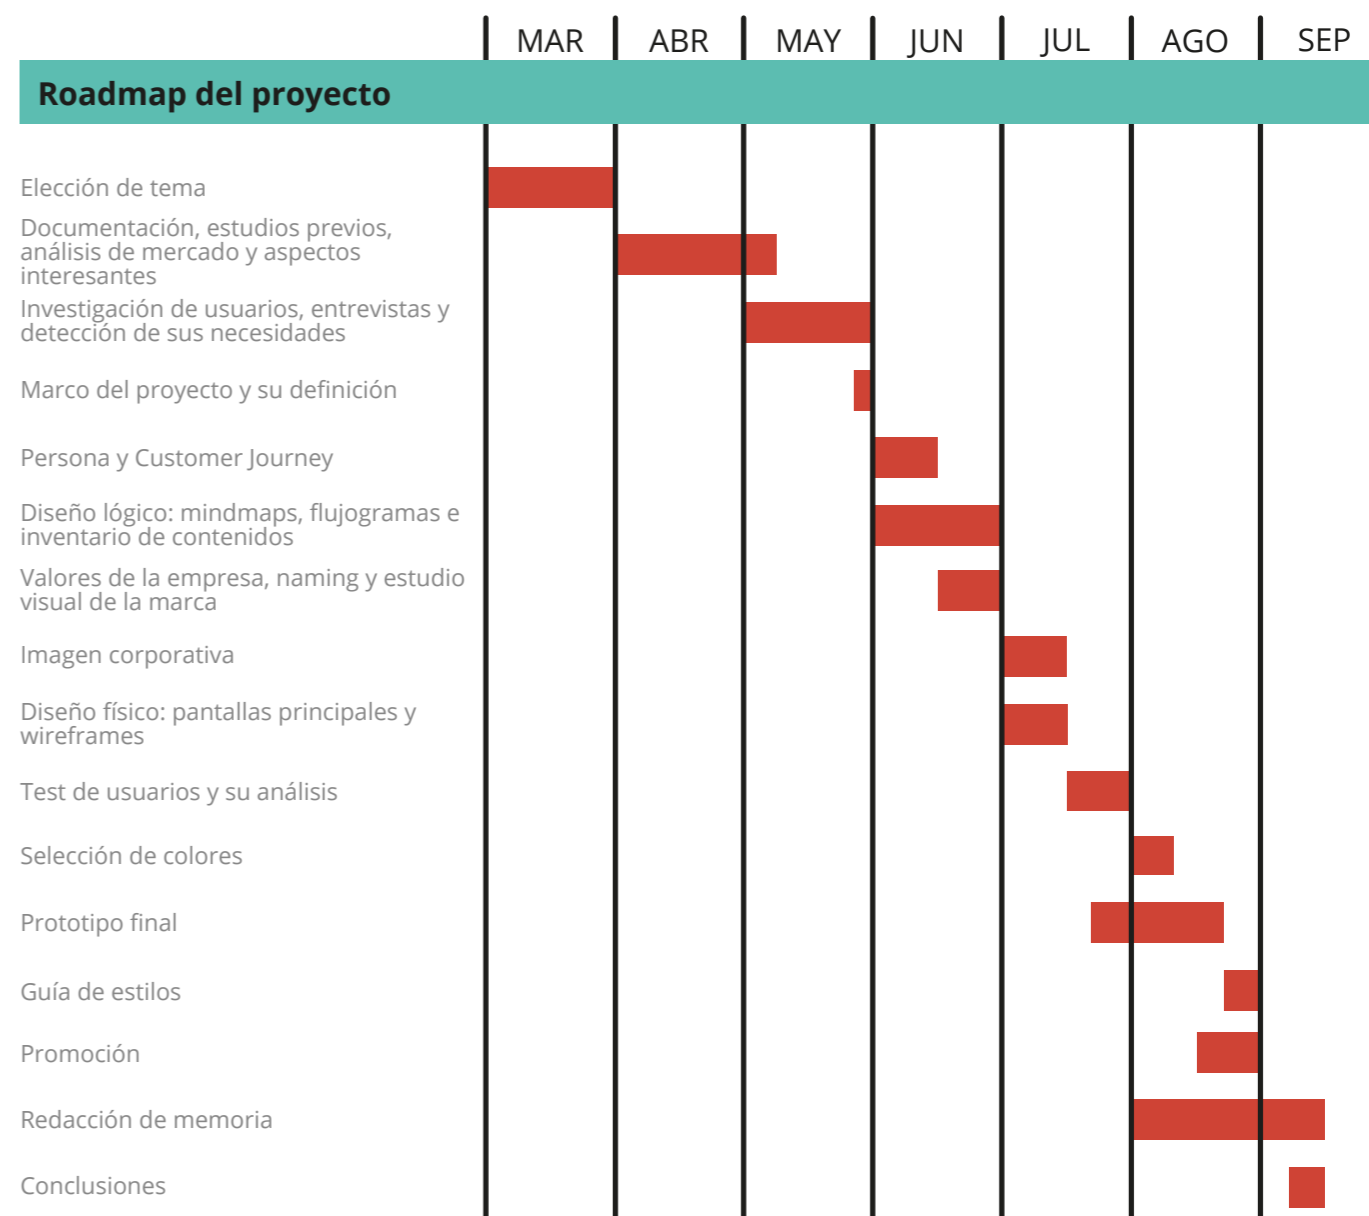 MAR ABR MAY JUN JUL AGO SEP
Roadmap del proyecto
Elección de tema
Documentación, estudios previos,
análisis de mercado y aspectos
interesantes
Investigación de usuarios, entrevistas y
detección de sus necesidades
Marco del proyecto y su definición
Persona y Customer Journey
Diseño lógico: mindmaps, flujogramas e
inventario de contenidos
Valores de la empresa, naming y estudio
visual de la marca
Imagen corporativa
Diseño físico: pantallas principales y
wireframes
Test de usuarios y su análisis
Selección de colores
Prototipo final
Guía de estilos
Promoción
Redacción de memoria
Conclusiones